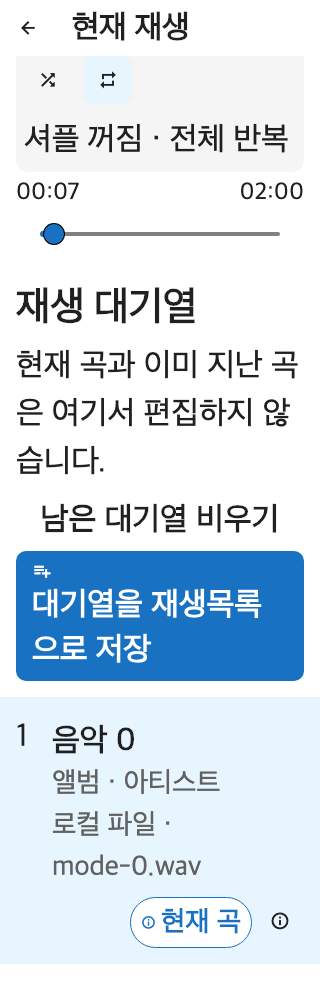 현재 재생
셔플 꺼짐 · 전체 반복
00:07 02:00
재생 대기열
현재 곡과 이미 지난 곡
은 여기서 편집하지 않
습니다.
남은 대기열 비우기
대기열을 재생목록
으로 저장
1 음악 0
앨범 · 아티스트
로컬 파일 ·
mode-0.wav
현재 곡